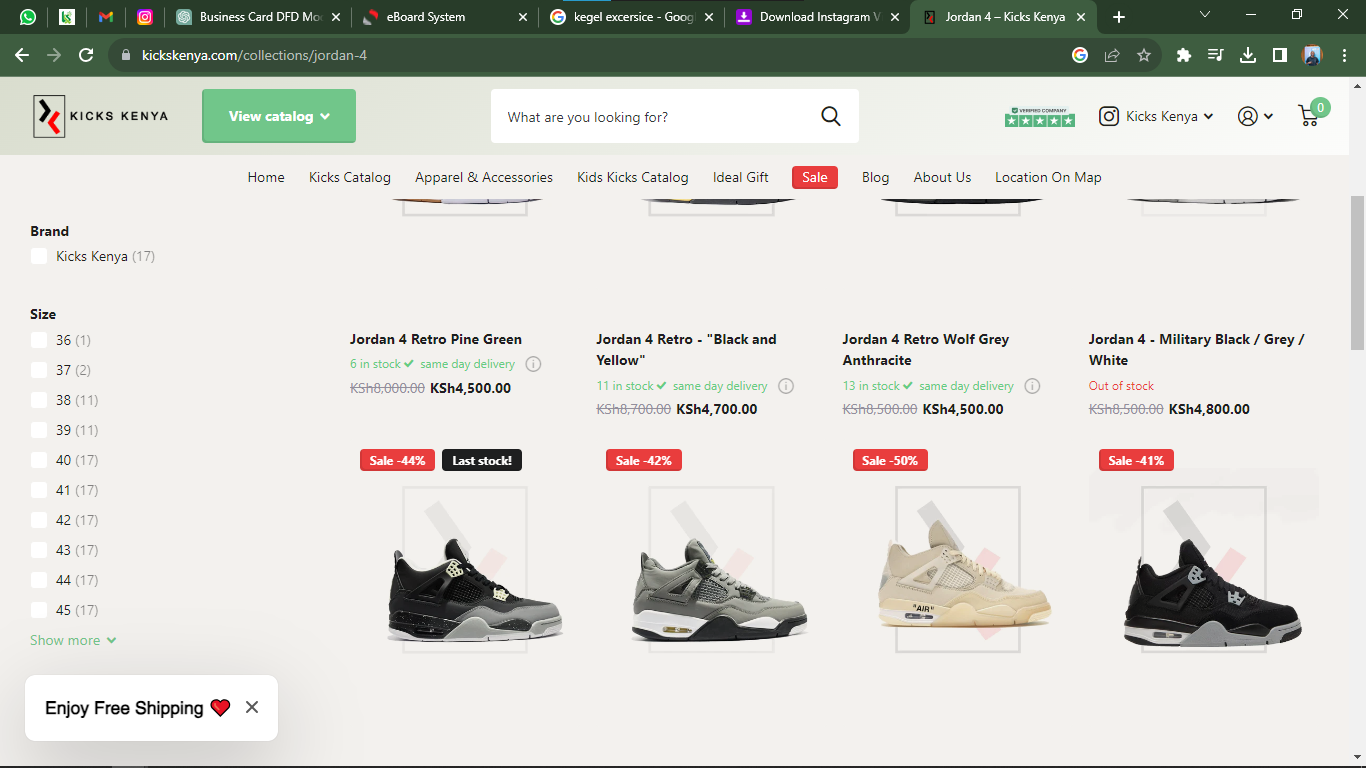 Business Card DFD Mod
eBoard System
kegel excersice - Goog
Download Instagram V
Jordan 4 – Kicks Kenya
kickskenya.com/collections/jordan-4
KICKS KENYA
View catalog
What are you looking for?
VERIFIED COMPANY
Kicks Kenya
0
Home
Kicks Catalog
Apparel & Accessories
Kids Kicks Catalog
Ideal Gift
Sale
Blog
About Us
Location On Map
Brand
Kicks Kenya (17)
Size
36 (1)
37 (2)
38 (11)
39 (11)
40 (17)
41 (17)
42 (17)
43 (17)
44 (17)
45 (17)
Show more
Jordan 4 Retro Pine Green
6 in stock same day delivery
KSh8,000.00 KSh4,500.00
Jordan 4 Retro - "Black and
Yellow"
11 in stock same day delivery
KSh8,700.00 KSh4,700.00
Jordan 4 Retro Wolf Grey
Anthracite
13 in stock same day delivery
KSh8,500.00 KSh4,500.00
Jordan 4 - Military Black / Grey /
White
Out of stock
KSh8,500.00 KSh4,800.00
Sale -44% Last stock!
Sale -42%
Sale -50%
Sale -41%
"AIR"
Enjoy Free Shipping